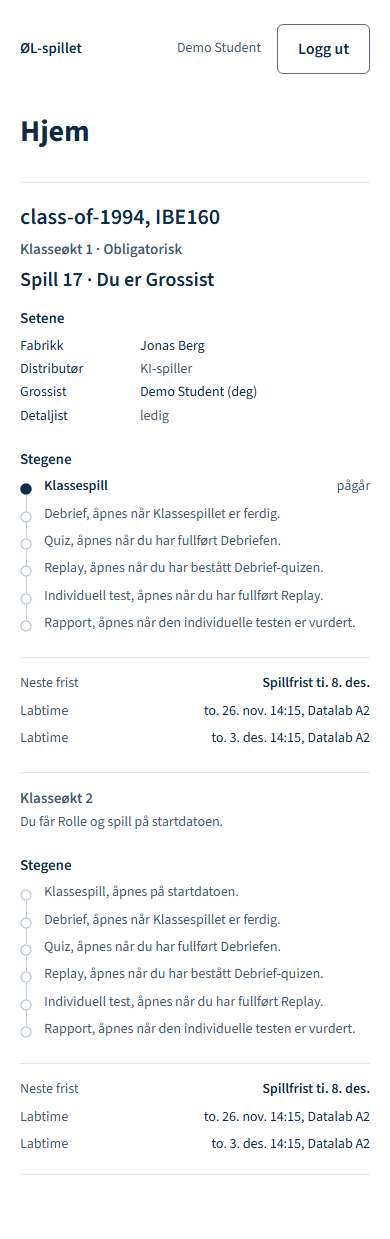 ØL-spillet
Demo Student
Logg ut
Hjem
class-of-1994, IBE160
Klasseøkt 1 · Obligatorisk
Spill 17 · Du er Grossist
Setene
Fabrikk Jonas Berg
Distributør KI-spiller
Grossist Demo Student (deg)
Detaljist ledig
Stegene
Klassespill pågår
Debrief, åpnes når Klassespillet er ferdig.
Quiz, åpnes når du har fullført Debriefen.
Replay, åpnes når du har bestått Debrief-quizen.
Individuell test, åpnes når du har fullført Replay.
Rapport, åpnes når den individuelle testen er vurdert.
Neste frist Spillfrist ti. 8. des.
Labtime to. 26. nov. 14:15, Datalab A2
Labtime to. 3. des. 14:15, Datalab A2
Klasseøkt 2
Du får Rolle og spill på startdatoen.
Stegene
Klassespill, åpnes på startdatoen.
Debrief, åpnes når Klassespillet er ferdig.
Quiz, åpnes når du har fullført Debriefen.
Replay, åpnes når du har bestått Debrief-quizen.
Individuell test, åpnes når du har fullført Replay.
Rapport, åpnes når den individuelle testen er vurdert.
Neste frist Spillfrist ti. 8. des.
Labtime to. 26. nov. 14:15, Datalab A2
Labtime to. 3. des. 14:15, Datalab A2